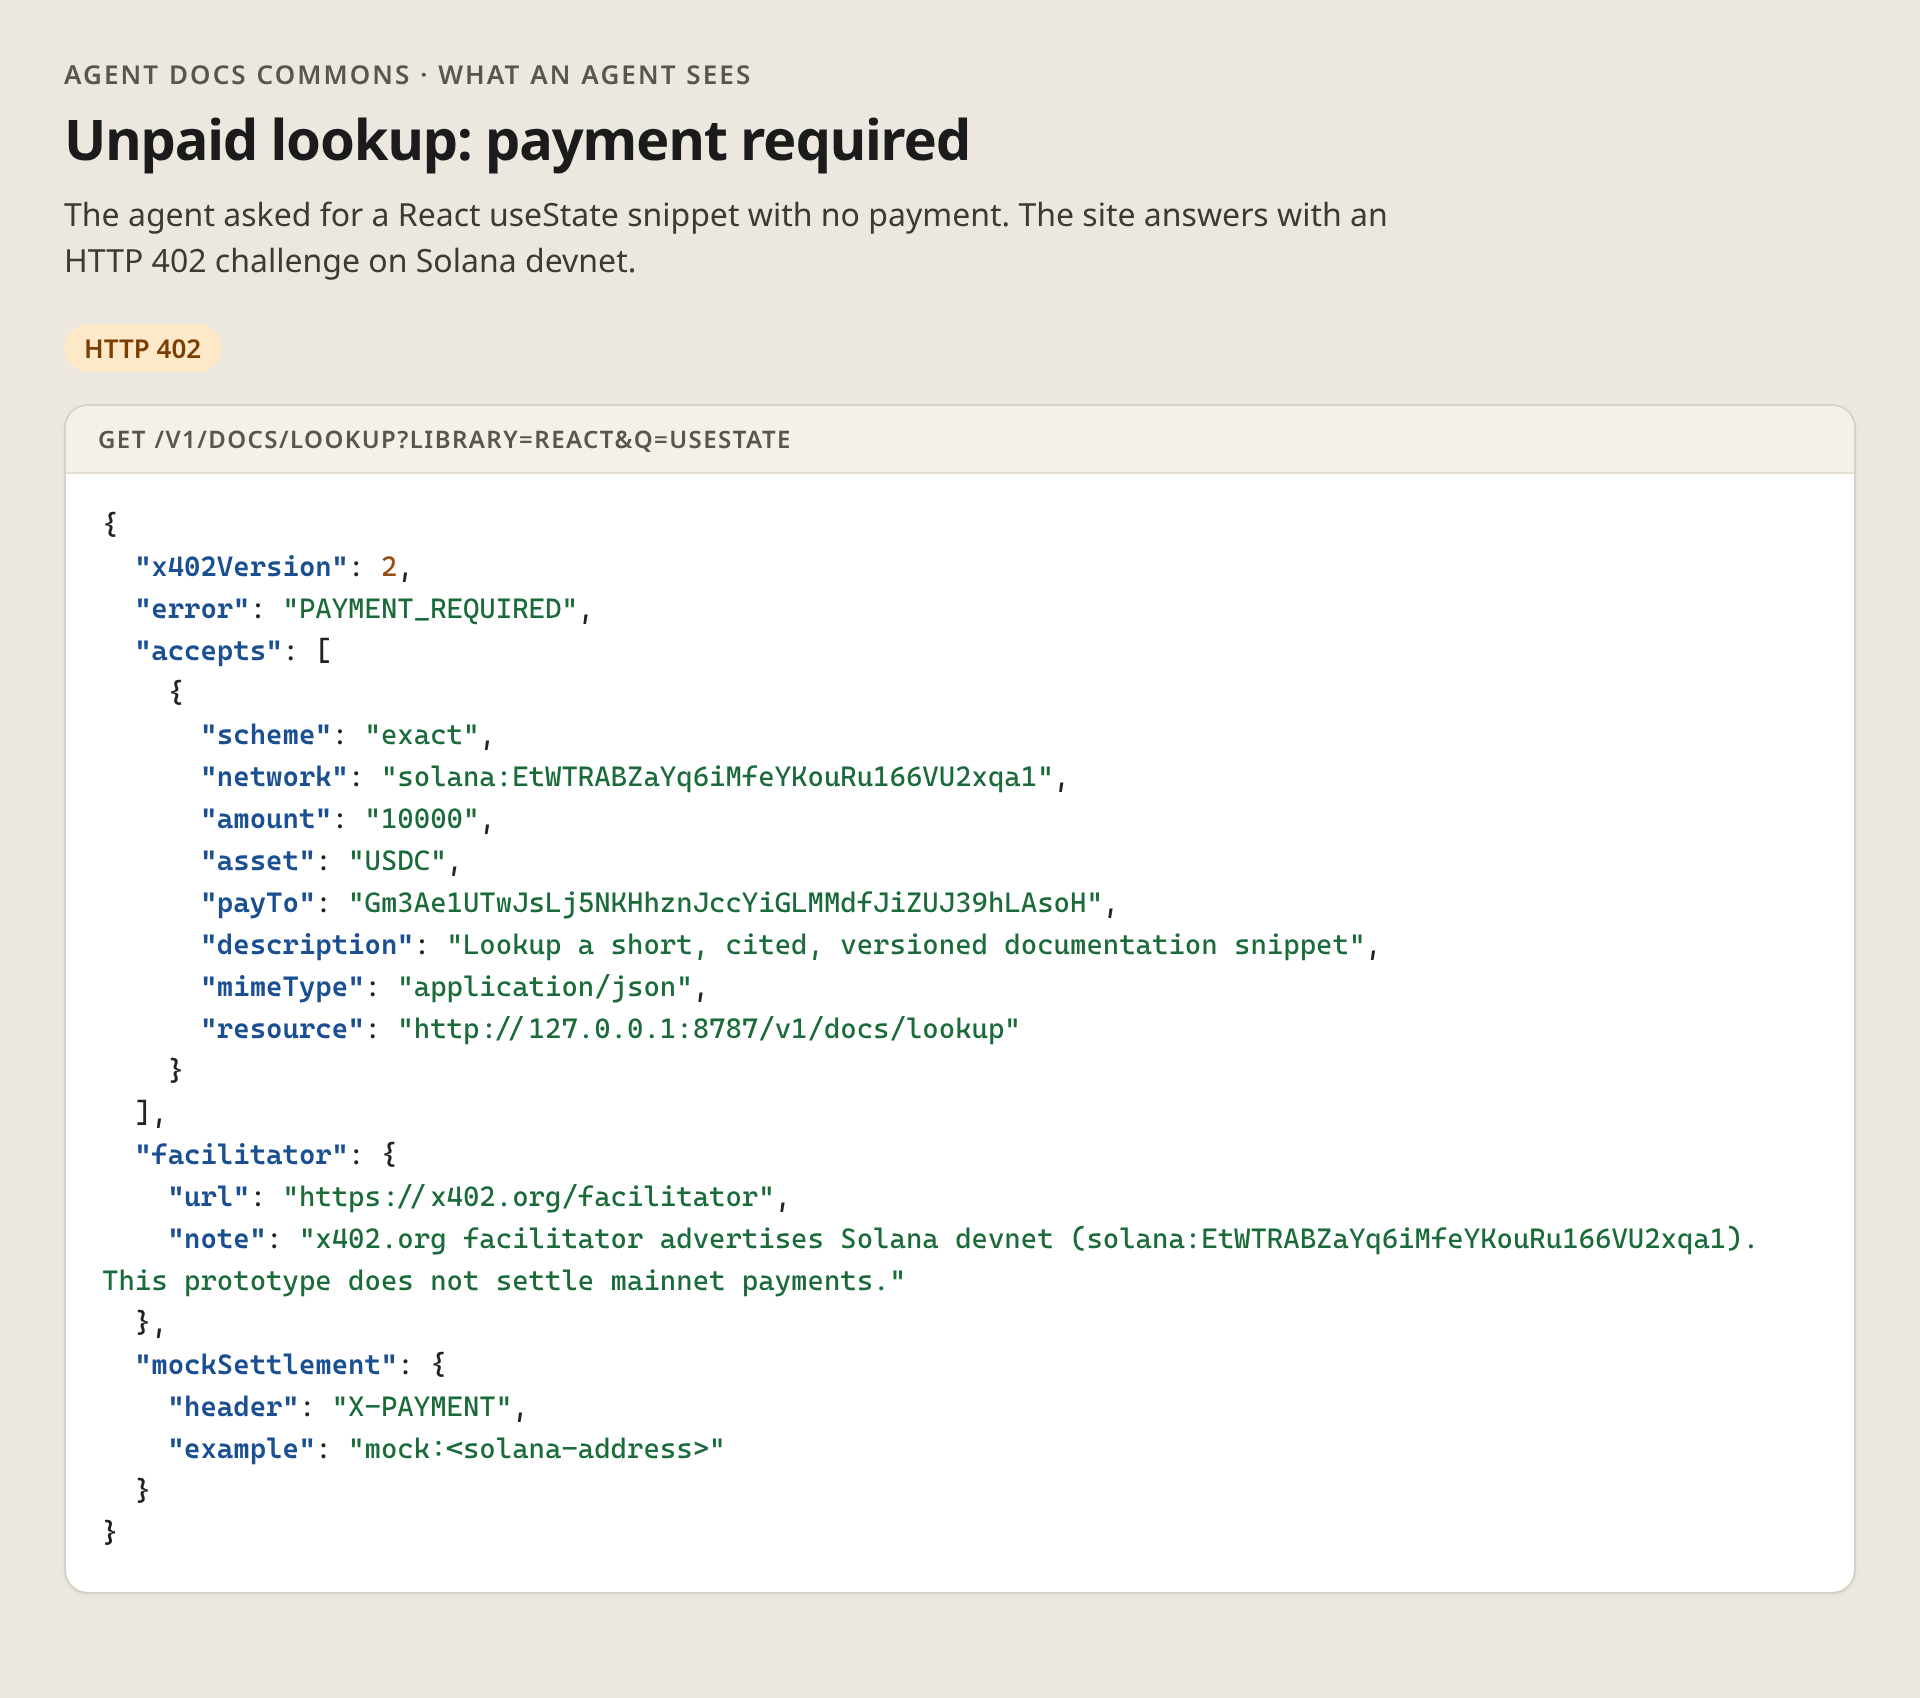 AGENT DOCS COMMONS · WHAT AN AGENT SEES
Unpaid lookup: payment required
The agent asked for a React useState snippet with no payment. The site answers with an
HTTP 402 challenge on Solana devnet.
HTTP 402
GET /V1/DOCS/LOOKUP?LIBRARY=REACT&Q=USESTATE
{
  "x402Version": 2,
  "error": "PAYMENT_REQUIRED",
  "accepts": [
    {
      "scheme": "exact",
      "network": "solana:EtWTRABZaYq6iMfeYKouRu166VU2xqa1",
      "amount": "10000",
      "asset": "USDC",
      "payTo": "Gm3Ae1UTwJsLj5NKHhznJccYiGLMMdfJiZUJ39hLAsoH",
      "description": "Lookup a short, cited, versioned documentation snippet",
      "mimeType": "application/json",
      "resource": "http://127.0.0.1:8787/v1/docs/lookup"
    }
  ],
  "facilitator": {
    "url": "https://x402.org/facilitator",
    "note": "x402.org facilitator advertises Solana devnet (solana:EtWTRABZaYq6iMfeYKouRu166VU2xqa1).
This prototype does not settle mainnet payments."
  },
  "mockSettlement": {
    "header": "X-PAYMENT",
    "example": "mock:<solana-address>"
  }
}